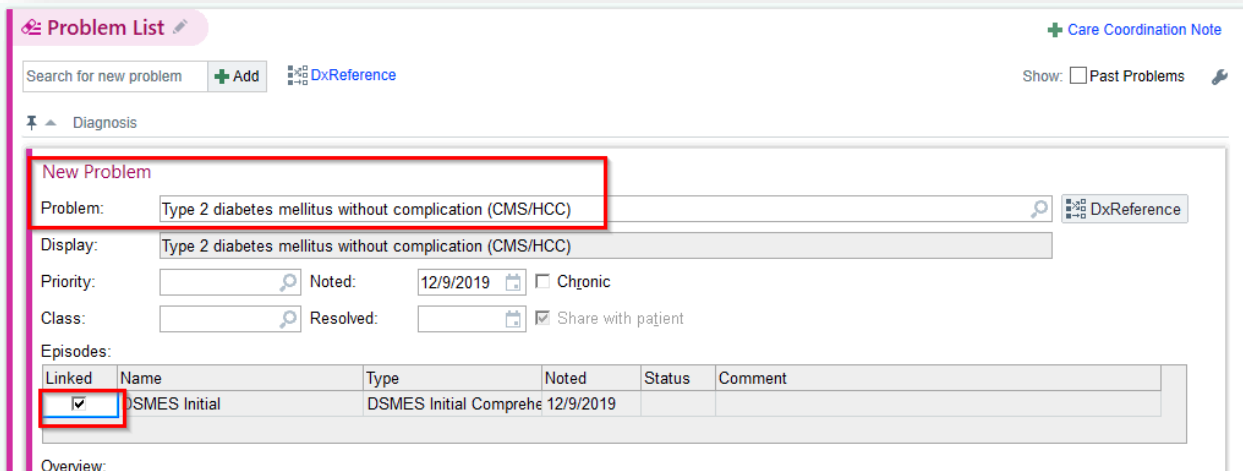 Problem List
Care Coordination Note
Search for new problem Add DxReference Show: Past Problems
Diagnosis
New Problem
Problem: Type 2 diabetes mellitus without complication (CMS/HCC) DxReference
Display: Type 2 diabetes mellitus without complication (CMS/HCC)
Priority: Noted: 12/9/2019 Chronic
Class: Resolved: Share with patient
Episodes:
Linked Name Type Noted Status Comment
DSMES Initial DSMES Initial Comprehe 12/9/2019
Overview: